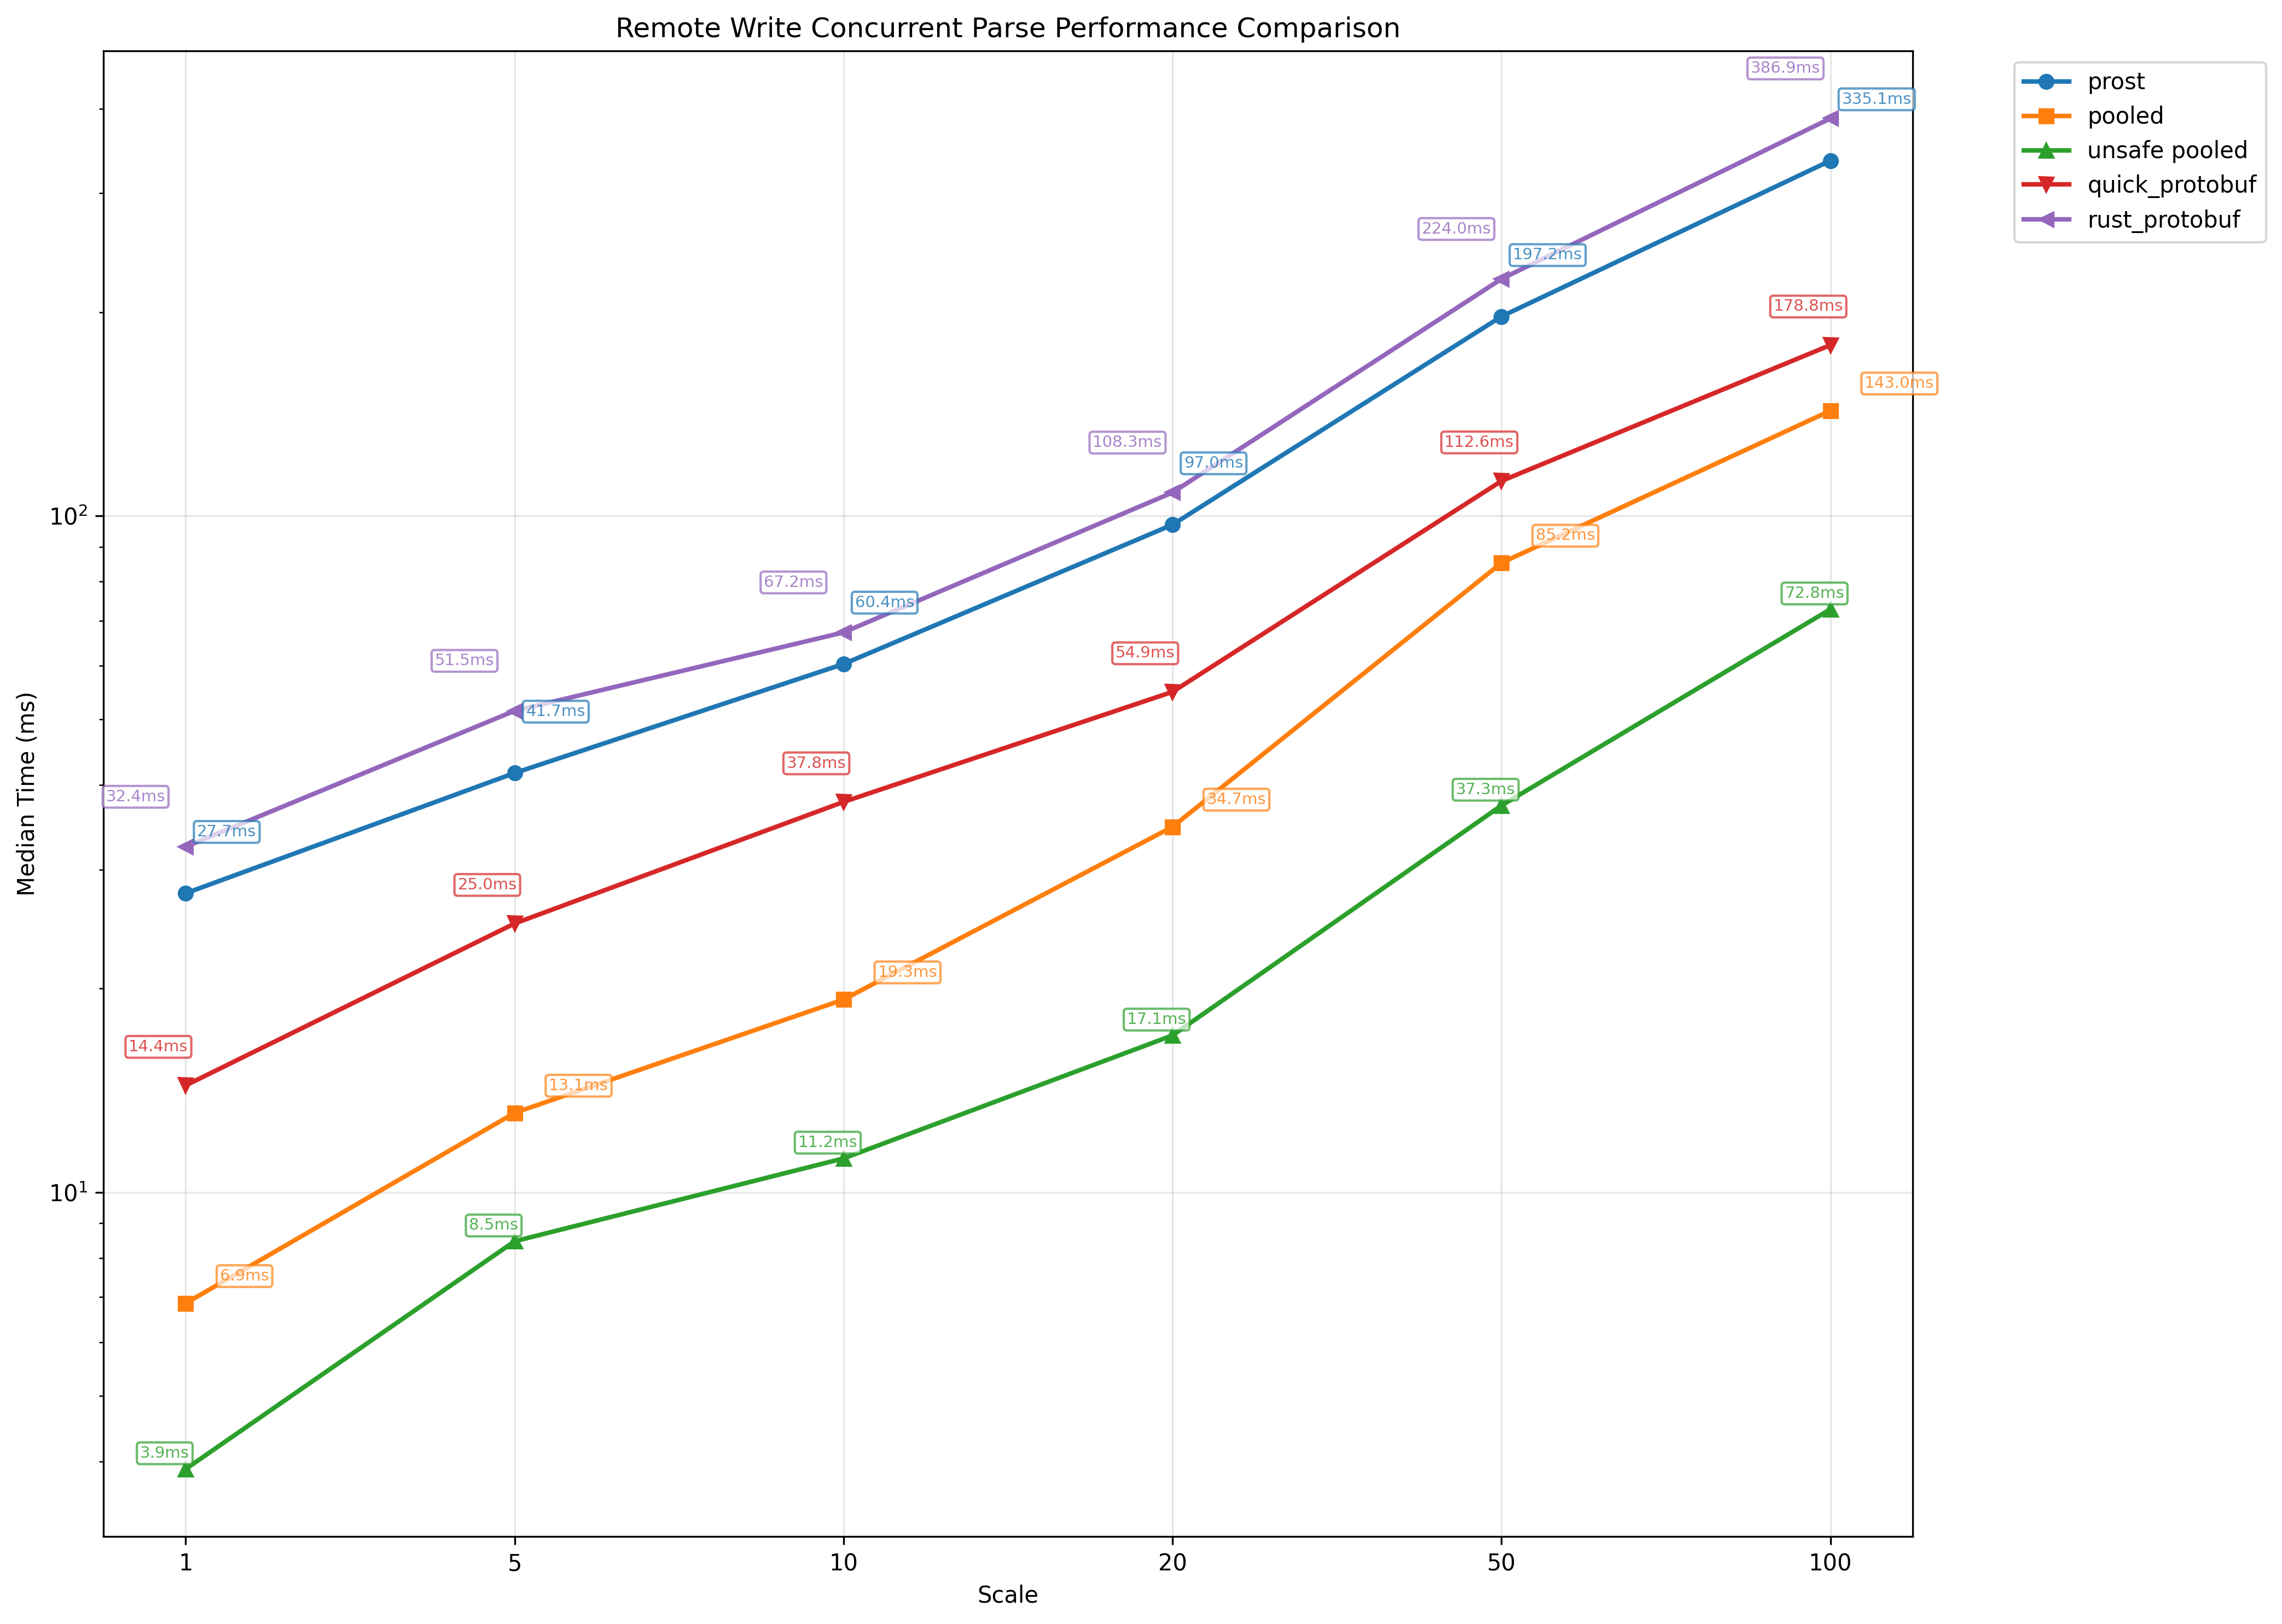 Remote Write Concurrent Parse Performance Comparison
prost
pooled
unsafe pooled
quick_protobuf
rust_protobuf
386.9ms
335.1ms
224.0ms
197.2ms
178.8ms
143.0ms
108.3ms
97.0ms
112.6ms
85.2ms
67.2ms
60.4ms
72.8ms
51.5ms
41.7ms
54.9ms
32.4ms
27.7ms
37.8ms
34.7ms
37.3ms
25.0ms
19.3ms
17.1ms
14.4ms
13.1ms
11.2ms
8.5ms
6.9ms
3.9ms
10²
10¹
Median Time (ms)
1 5 10 20 50 100
Scale